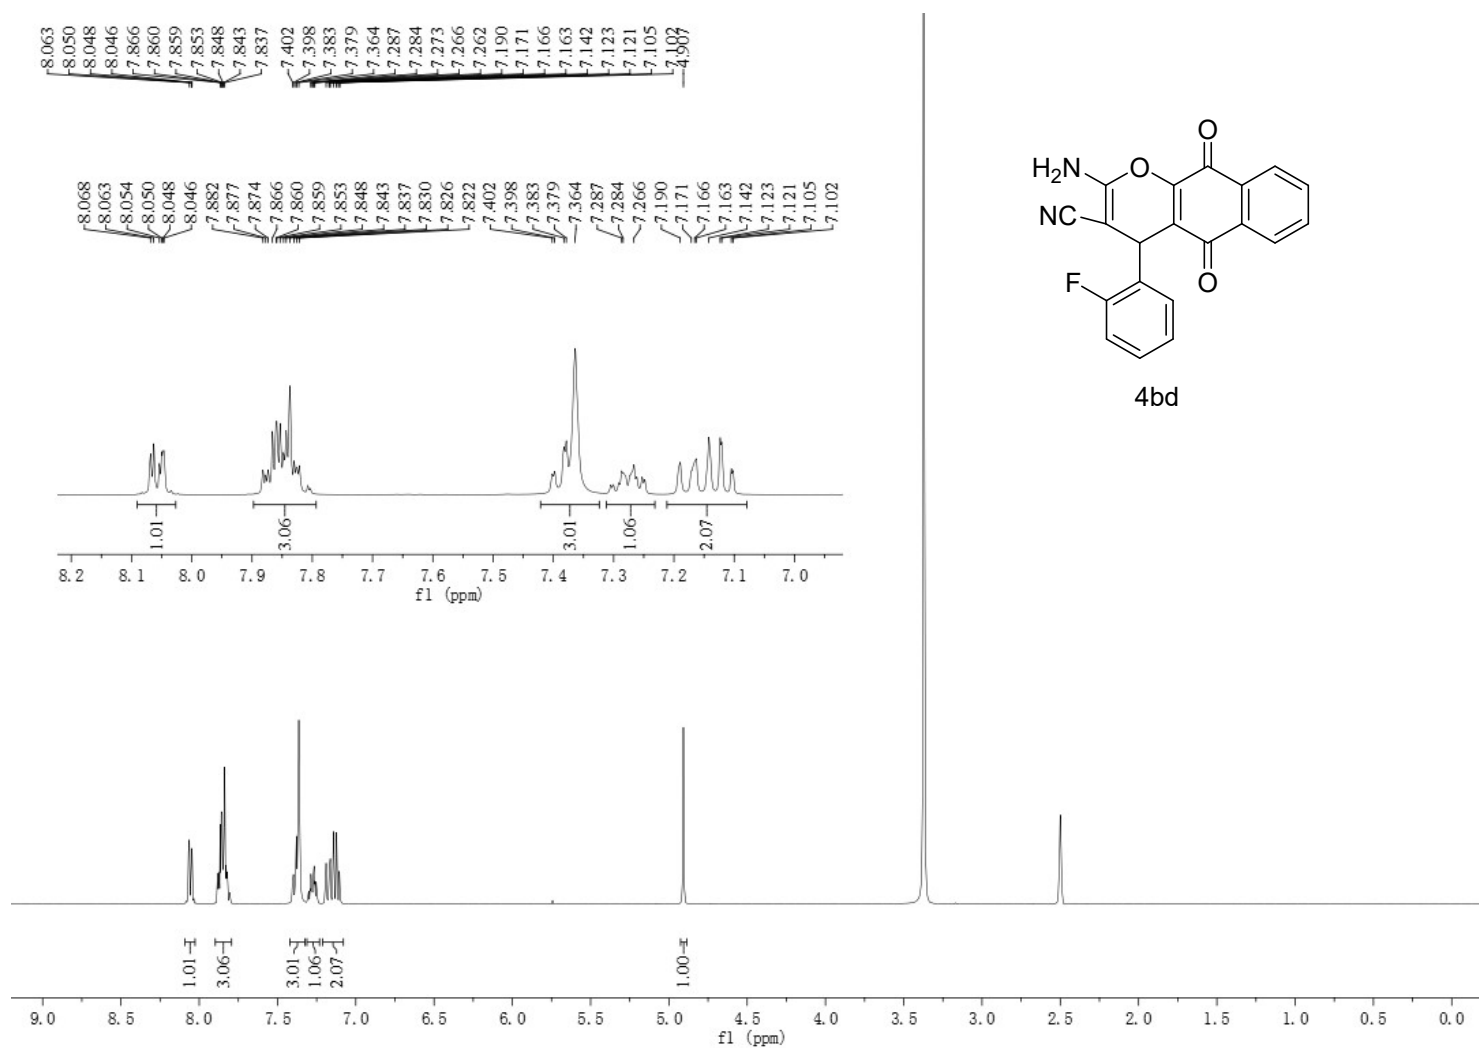 8.063 8.050 8.048 8.046 7.866 7.860 7.859 7.853 7.848 7.843 7.837 7.402 7.398 7.383 7.379 7.364 7.287 7.284 7.273 7.266 7.262 7.190 7.171 7.166 7.163 7.142 7.123 7.121 7.105 7.102 4.907
8.068 8.063 8.054 8.050 8.048 8.046 7.882 7.877 7.874 7.866 7.860 7.859 7.853 7.848 7.843 7.837 7.830 7.826 7.822 7.402 7.398 7.383 7.379 7.364 7.287 7.284 7.266 7.190 7.171 7.166 7.163 7.142 7.123 7.121 7.105 7.102
O
H2N O
NC
O
F
4bd
1.01 3.06 3.01 1.06 2.07
8.2 8.1 8.0 7.9 7.8 7.7 7.6 7.5 7.4 7.3 7.2 7.1 7.0
f1 (ppm)
1.01 3.06 3.01 1.06 2.07 1.00
9.0 8.5 8.0 7.5 7.0 6.5 6.0 5.5 5.0 4.5 4.0 3.5 3.0 2.5 2.0 1.5 1.0 0.5 0.0
f1 (ppm)